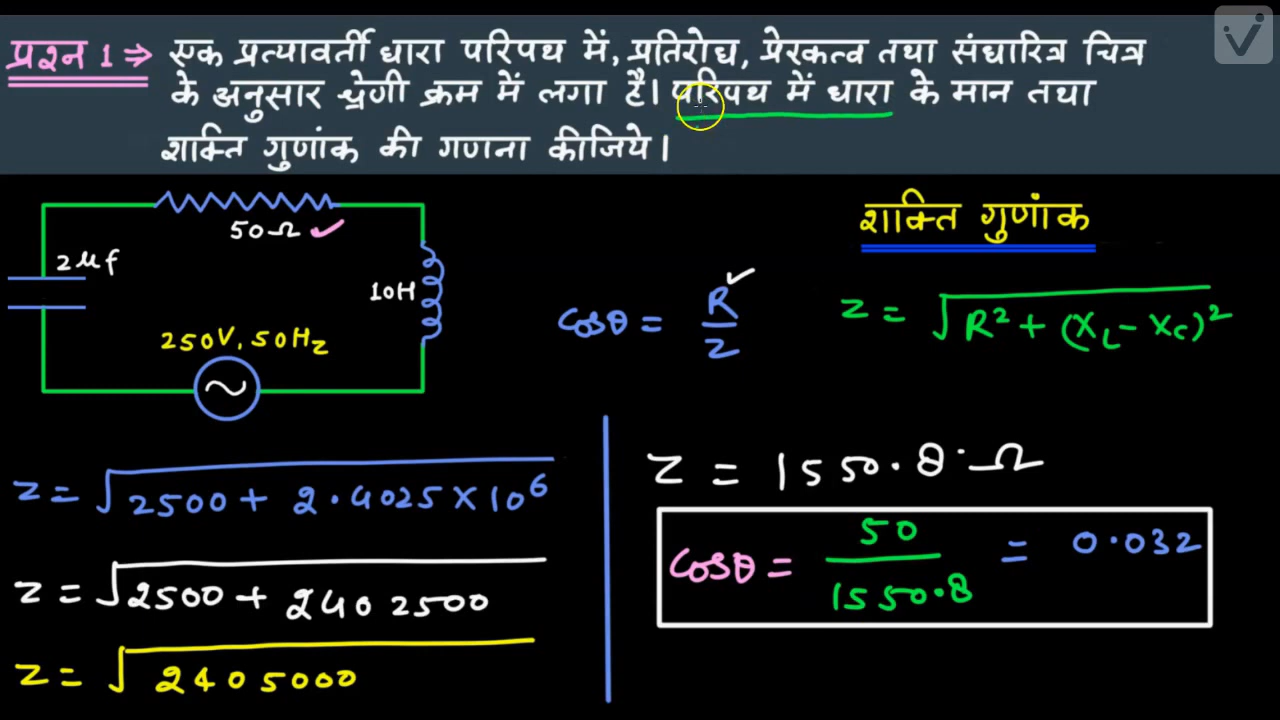 प्रश्न 1 ⇒ एक प्रत्यावर्ती धारा परिपथ में, प्रतिरोध, प्रेरकत्व तथा संधारित्र चित्र
के अनुसार श्रेणी क्रम में लगा है। परिपथ में धारा के मान तथा
शक्ति गुणांक की गणना कीजिये।
50Ω ✓
2μf
10H
250V, 50Hz
शक्ति गुणांक
cosθ = R/Z ✓
Z = √R² + (X_L - X_C)²
Z = √2500 + 2.4025 × 10⁶
Z = √2500 + 2402500
Z = √2405000
Z = 1550.8 Ω
cosθ = 50/1550.8 = 0.032